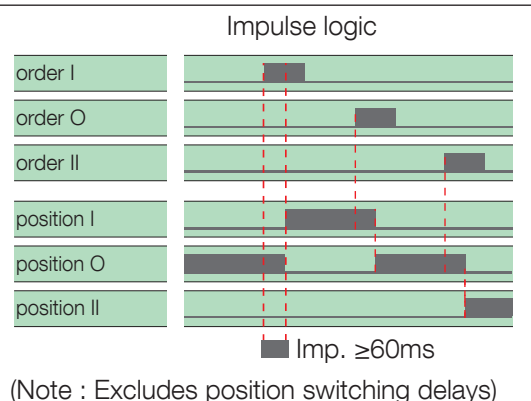 Impulse logic
order I
order O
order II
position I
position O
position II
Imp. ≥60ms
(Note : Excludes position switching delays)